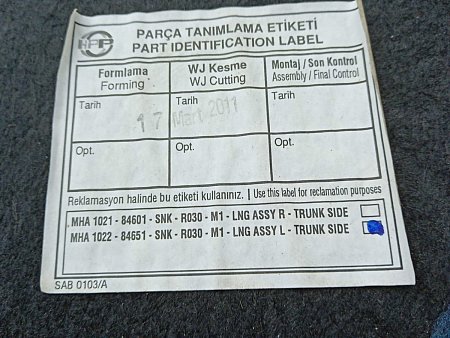 HFP
PARÇA TANIMLAMA ETİKETİ
PART IDENTIFICATION LABEL
Formlama
Forming
WJ Kesme
WJ Cutting
Montaj / Son Kontrol
Assembly / Final Control
Tarih
Tarih
Tarih
17 Mart 2011
Opt.
Opt.
Opt.
Reklamasyon halinde bu etiketi kullanınız. | Use this label for reclamation purposes
MHA 1021 - 84601 - SNK - R030 - M1 - LNG ASSY R - TRUNK SIDE
MHA 1022 - 84651 - SNK - R030 - M1 - LNG ASSY L - TRUNK SIDE
SAB 0103/A